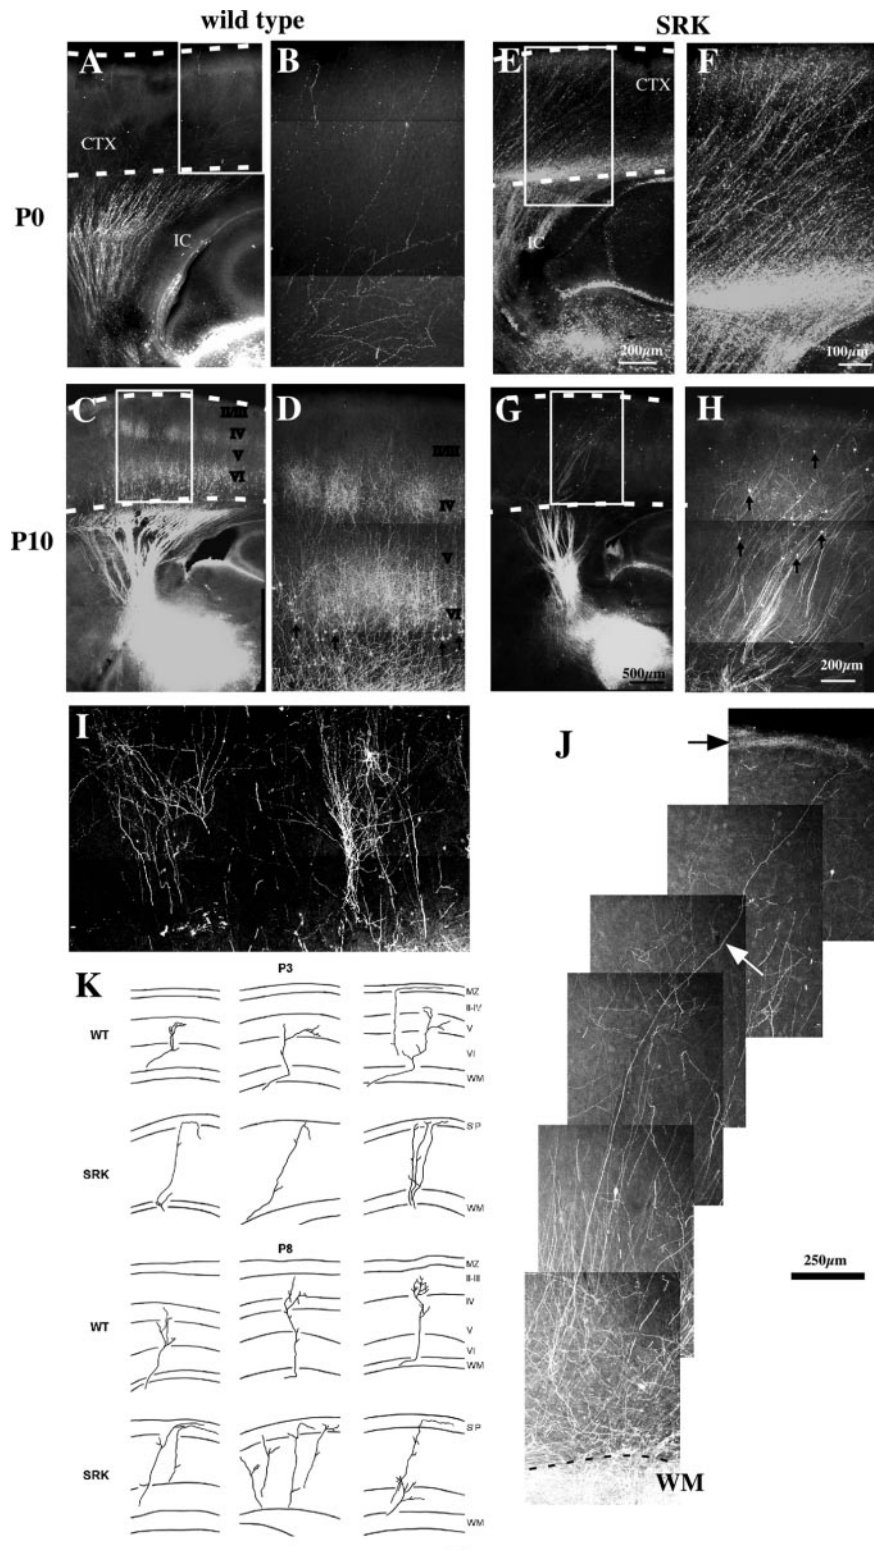 wild type SRK
A B E F
CTX CTX
P0
IC IC
200µm 100µm
C D G H
II/III
IV
V
VI
II/III
IV
V
VI
P10
500µm 200µm
I J
K
P3
WT
MZ
II-IV
V
VI
WM
SRK
SP
WM
P8
WT
MZ
II-III
IV
V
VI
WM
SRK
SP
WM
250µm
WM